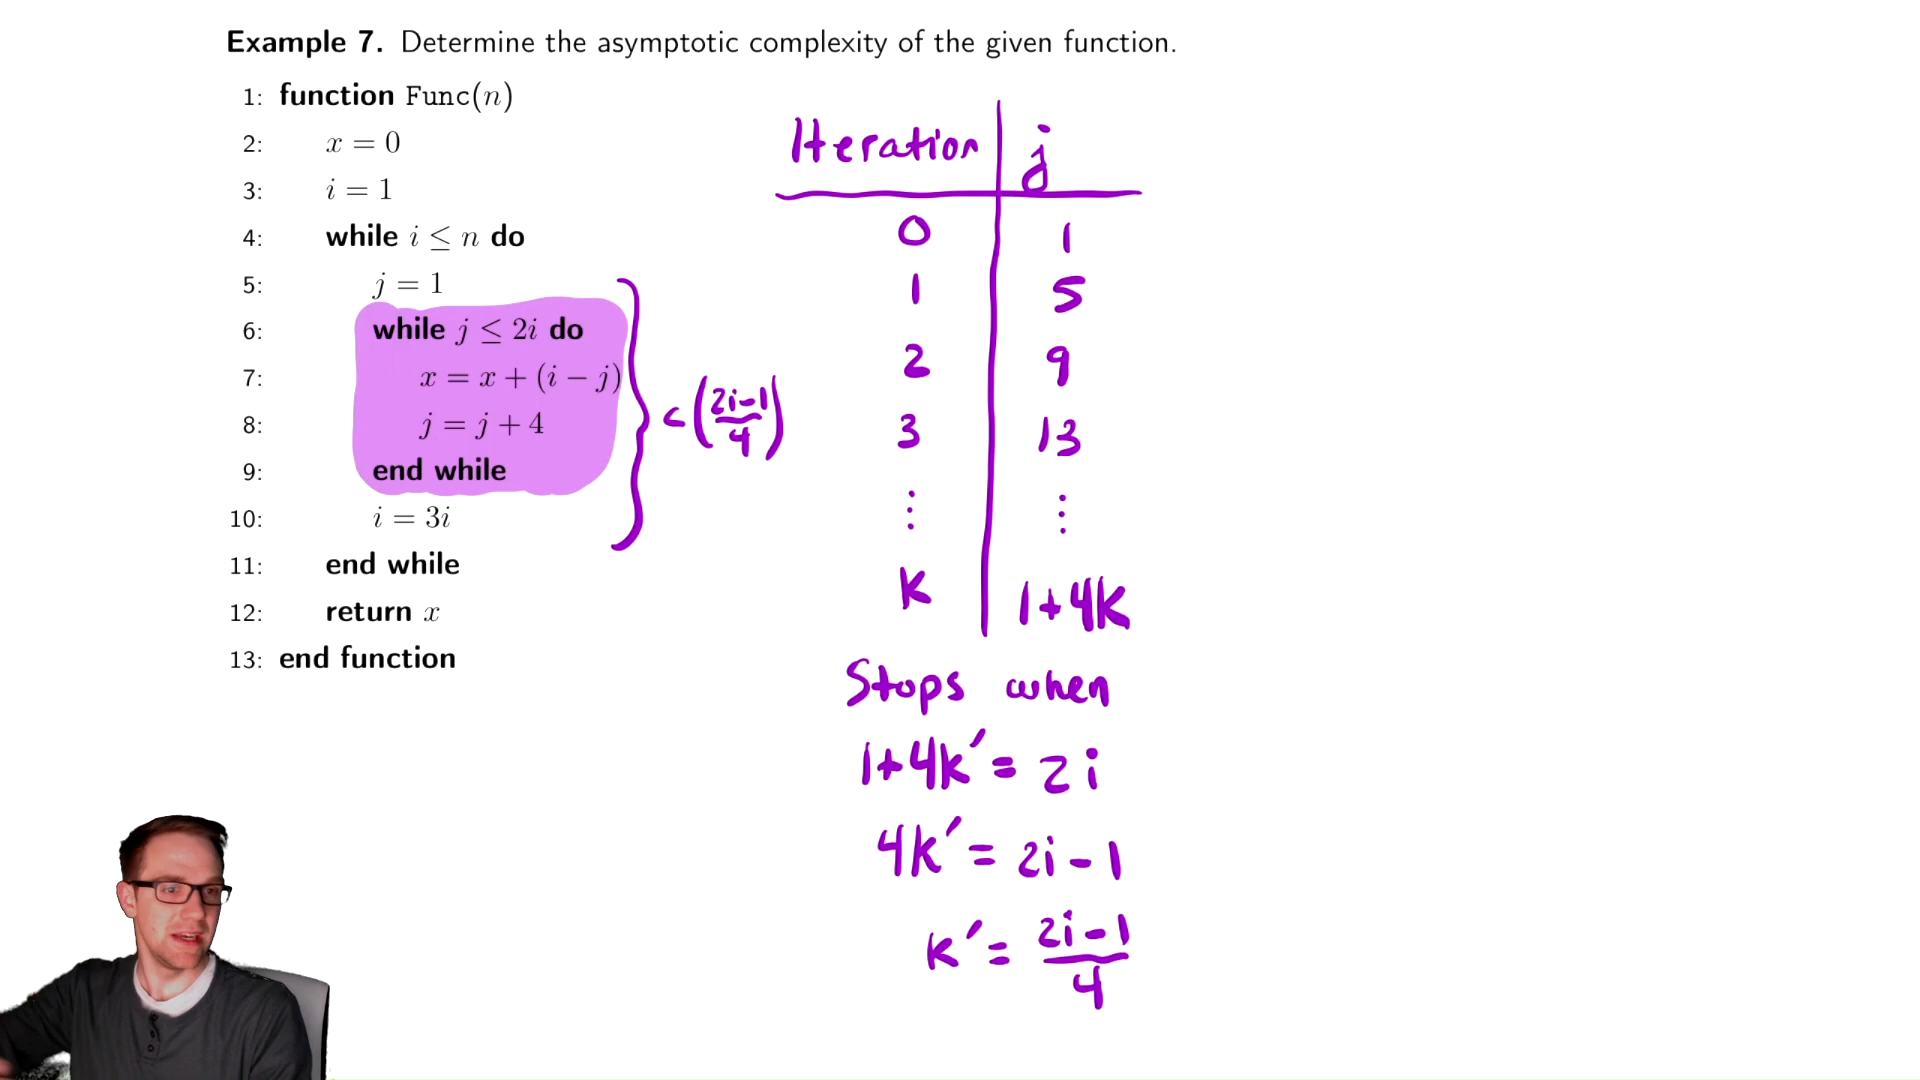 Example 7. Determine the asymptotic complexity of the given function.
1: function Func(n)
2: x = 0
3: i = 1
4: while i ≤ n do
5: j = 1
6: while j ≤ 2i do
7: x = x + (i − j)
8: j = j + 4
9: end while
10: i = 3i
11: end while
12: return x
13: end function
c(2i-1/4)
Iteration j
0 1
1 5
2 9
3 13
⋮ ⋮
k 1+4k
Stops when
1+4k' = 2i
4k' = 2i-1
k' = 2i-1/4